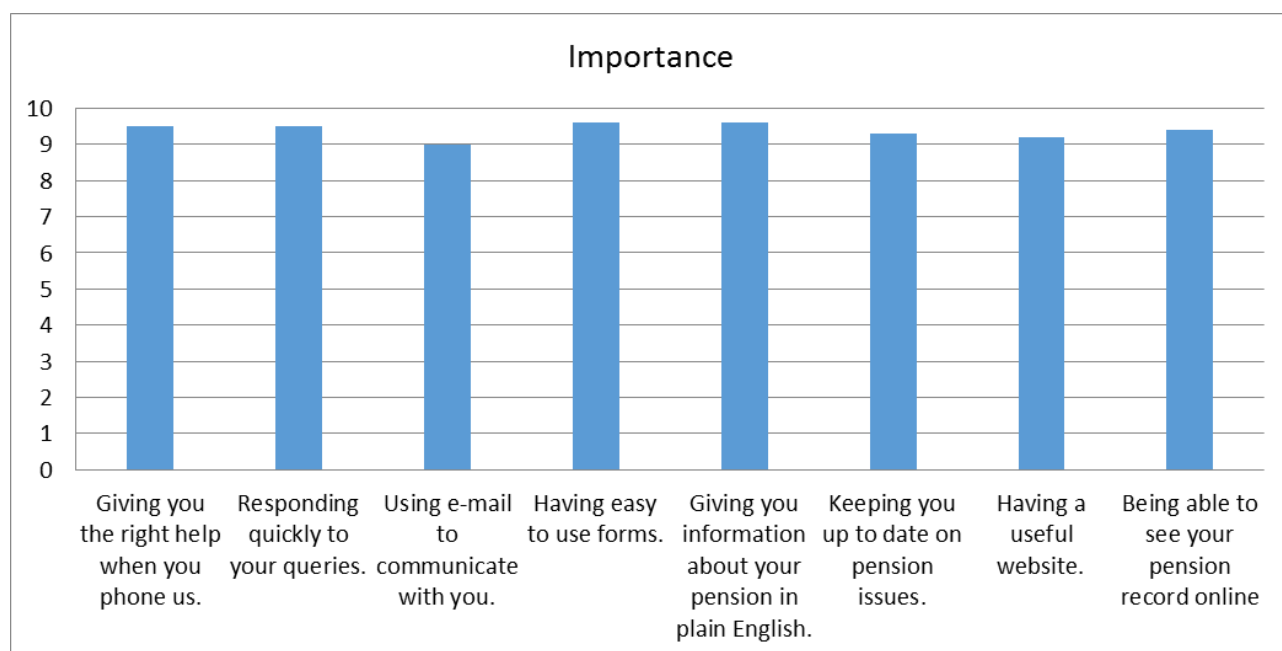 Importance
10
9
8
7
6
5
4
3
2
1
0
Giving you
the right help
when you
phone us.
Responding
quickly to
your queries.
Using e-mail
to
communicate
with you.
Having easy
to use forms.
Giving you
information
about your
pension in
plain English.
Keeping you
up to date on
pension
issues.
Having a
useful
website.
Being able to
see your
pension
record online